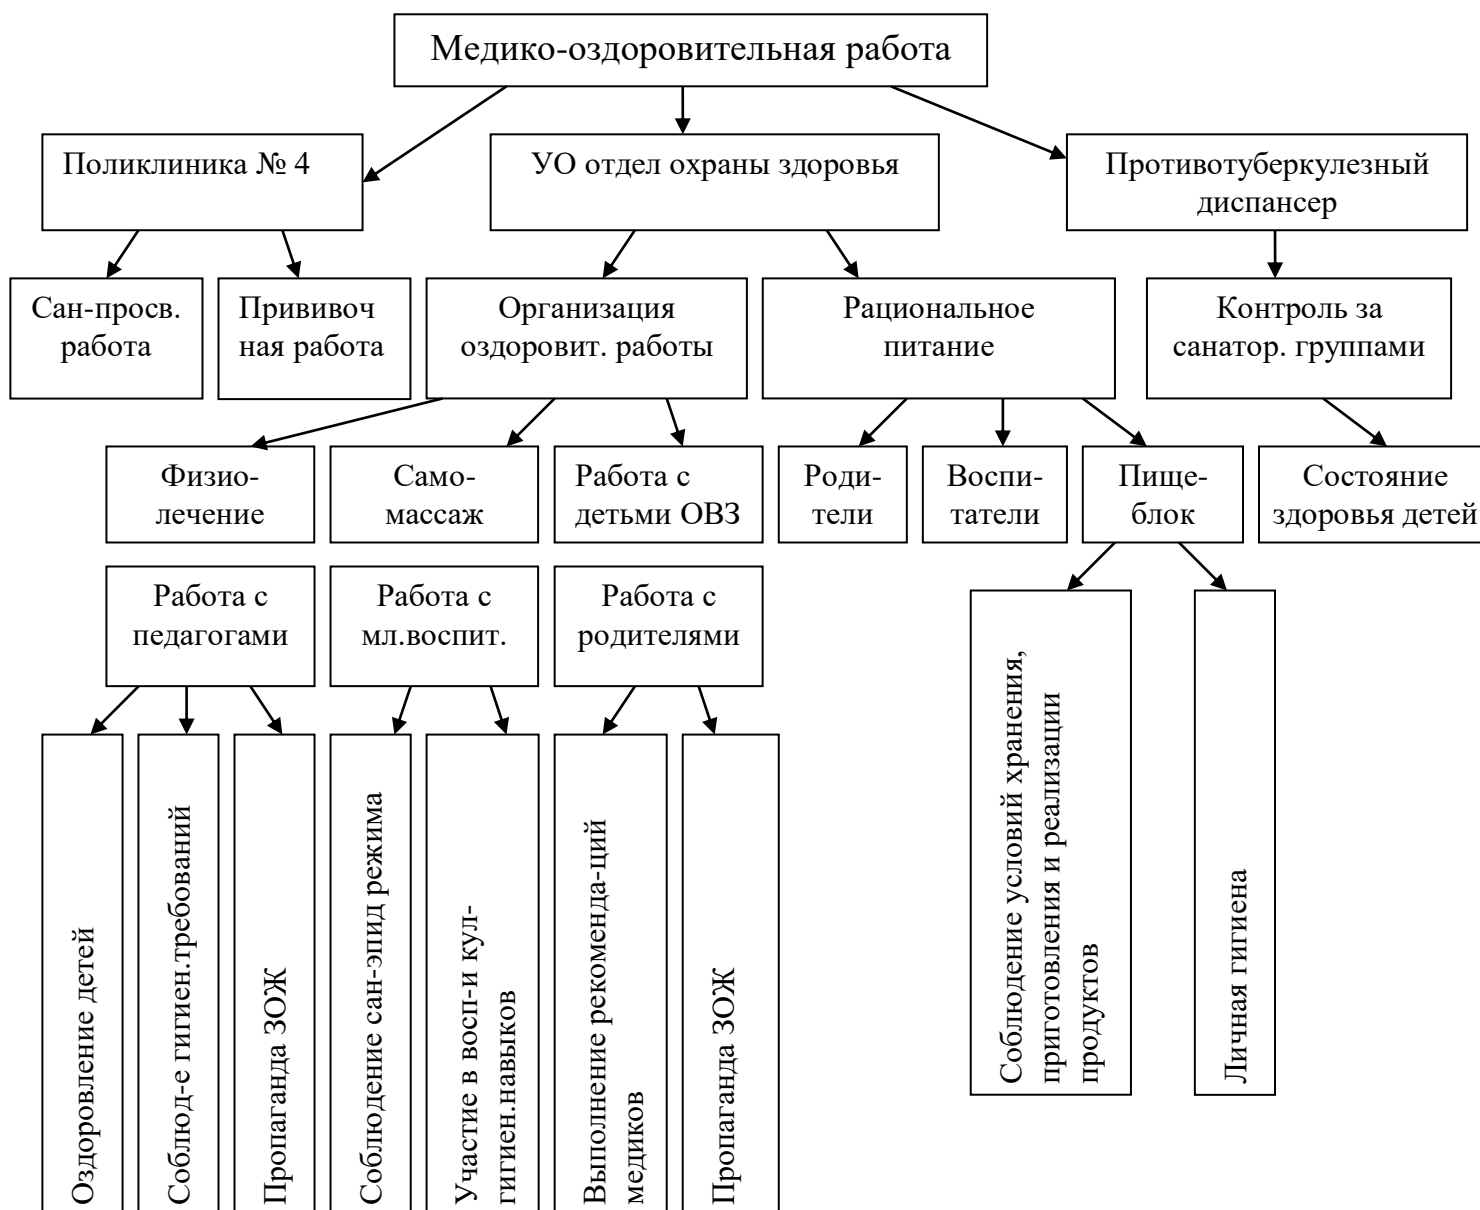 Медико-оздоровительная работа
Поликлиника № 4
УО отдел охраны здоровья
Противотуберкулезный
диспансер
Сан-просв.
работа
Прививоч
ная работа
Организация
оздоровит. работы
Рациональное
питание
Контроль за
санатор. группами
Физио-
лечение
Само-
массаж
Работа с
детьми ОВЗ
Роди-
тели
Воспи-
татели
Пище-
блок
Состояние
здоровья детей
Работа с
педагогами
Работа с
мл.воспит.
Работа с
родителями
Оздоровление детей
Соблюд-е гигиен.требований
Пропаганда ЗОЖ
Соблюдение сан-эпид режима
Участие в восп-и кул-
гигиен.навыков
Выполнение рекоменда-ций
медиков
Пропаганда ЗОЖ
Соблюдение условий хранения,
приготовления и реализации
продуктов
Личная гигиена